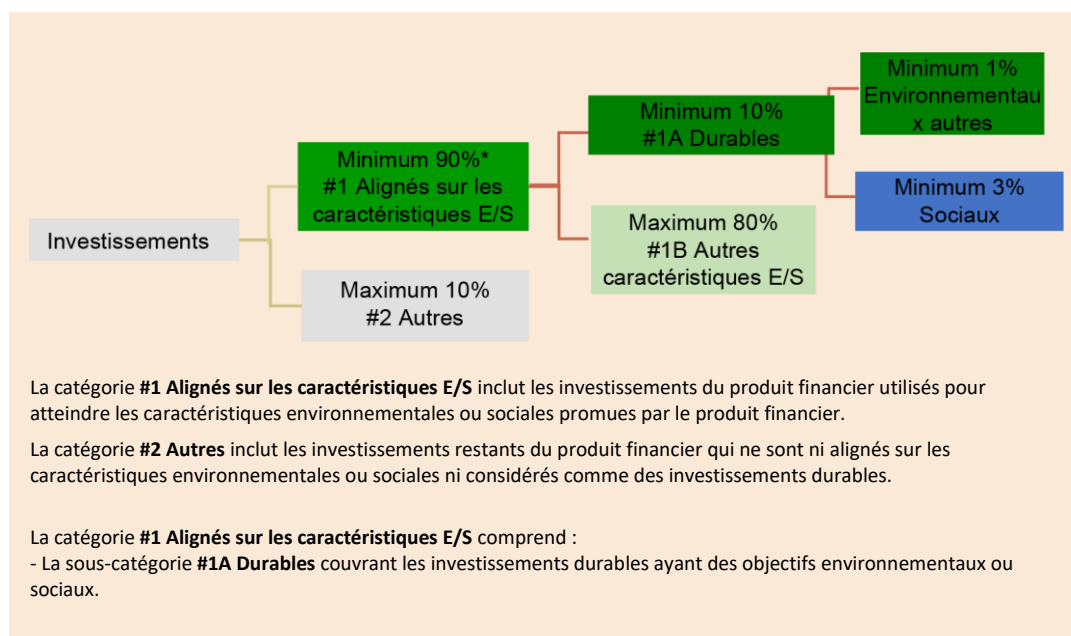 Minimum 1%
Environnementau
x autres
Minimum 10%
#1A Durables
Minimum 90%*
#1 Alignés sur les
caractéristiques E/S
Minimum 3%
Sociaux
Investissements
Maximum 80%
#1B Autres
caractéristiques E/S
Maximum 10%
#2 Autres
La catégorie #1 Alignés sur les caractéristiques E/S inclut les investissements du produit financier utilisés pour
atteindre les caractéristiques environnementales ou sociales promues par le produit financier.
La catégorie #2 Autres inclut les investissements restants du produit financier qui ne sont ni alignés sur les
caractéristiques environnementales ou sociales ni considérés comme des investissements durables.
La catégorie #1 Alignés sur les caractéristiques E/S comprend :
- La sous-catégorie #1A Durables couvrant les investissements durables ayant des objectifs environnementaux ou
sociaux.